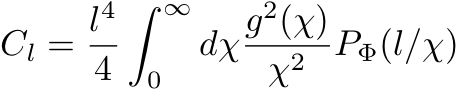 C_l = \frac{l^4}{4} \int_0^\infty d\chi \frac{g^2(\chi)}{\chi^2} P_\Phi(l/\chi)